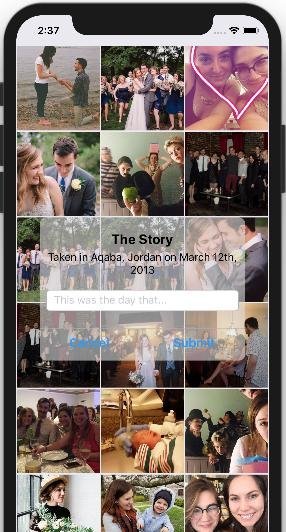 2:37
The Story
Taken in Aqaba, Jordan on March 12th,
2013
This was the day that...
Cancel
Submit